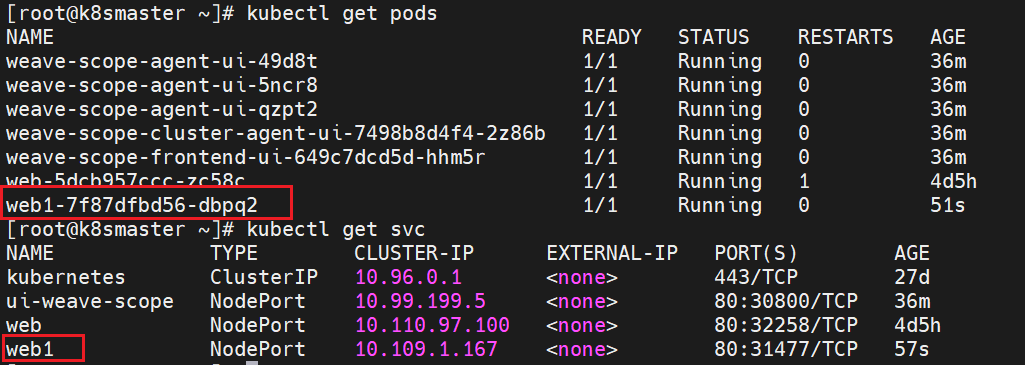 [root@k8smaster ~]# kubectl get pods
NAME READY STATUS RESTARTS AGE
weave-scope-agent-ui-49d8t 1/1 Running 0 36m
weave-scope-agent-ui-5ncr8 1/1 Running 0 36m
weave-scope-agent-ui-qzpt2 1/1 Running 0 36m
weave-scope-cluster-agent-ui-7498b8d4f4-2z86b 1/1 Running 0 36m
weave-scope-frontend-ui-649c7dcd5d-hhm5r 1/1 Running 0 36m
web-5dcb957ccc-zc58c 1/1 Running 1 4d5h
web1-7f87dfbd56-dbpq2 1/1 Running 0 51s
[root@k8smaster ~]# kubectl get svc
NAME TYPE CLUSTER-IP EXTERNAL-IP PORT(S) AGE
kubernetes ClusterIP 10.96.0.1 <none> 443/TCP 27d
ui-weave-scope NodePort 10.99.199.5 <none> 80:30800/TCP 36m
web NodePort 10.110.97.100 <none> 80:32258/TCP 4d5h
web1 NodePort 10.109.1.167 <none> 80:31477/TCP 57s